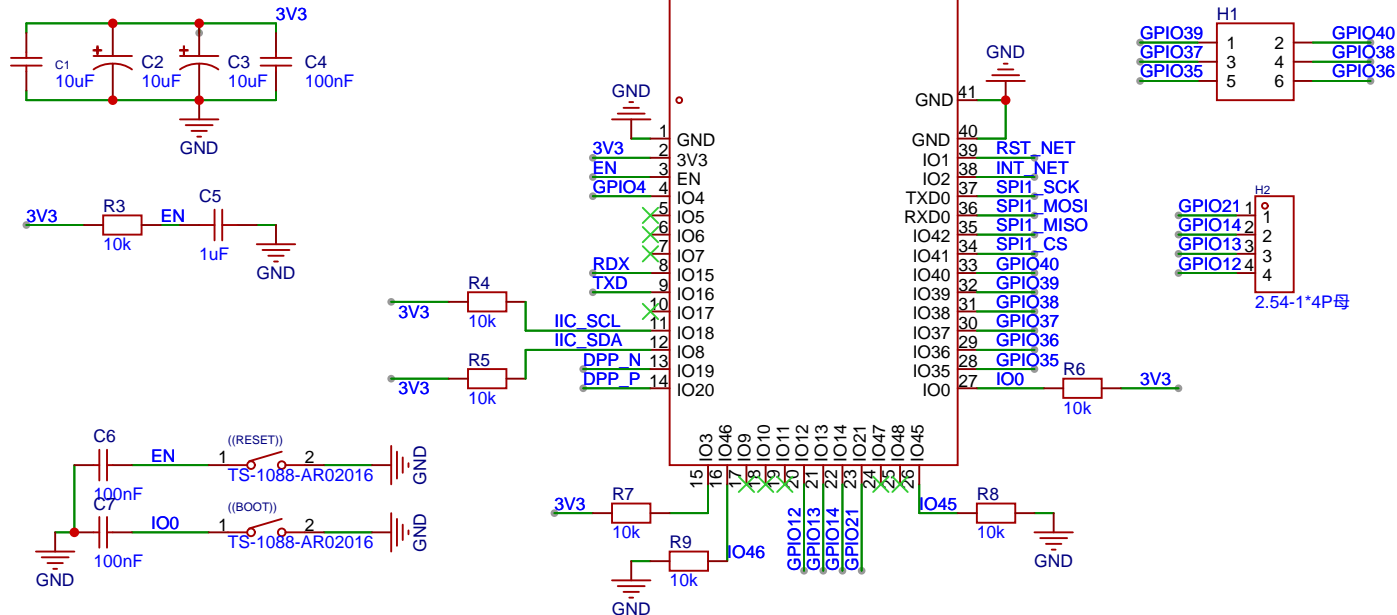 3V3
C1
10uF
C2
10uF
C3
10uF
C4
100nF
GND
3V3
R3
10k
EN
C5
1uF
GND
C6
100nF
EN
((RESET))
1
2
TS-1088-AR02016
GND
C7
100nF
IO0
((BOOT))
1
2
TS-1088-AR02016
GND
GND
GND
1 GND
3V3 2 3V3
EN 3 EN
GPIO4 4 IO4
5 IO5
6 IO6
7 IO7
RDX 8 IO15
TXD 9 IO16
10 IO17
IIC_SCL 11 IO18
IIC_SDA 12 IO8
DPP_N 13 IO19
DPP_P 14 IO20
3V3
R4
10k
3V3
R5
10k
GND
GND 41
GND 40
IO1 39 RST_NET
IO2 38 INT_NET
TXD0 37 SPI1_SCK
RXD0 36 SPI1_MOSI
IO42 35 SPI1_MISO
IO41 34 SPI1_CS
IO40 33 GPIO40
IO39 32 GPIO39
IO38 31 GPIO38
IO37 30 GPIO37
IO36 29 GPIO36
IO35 28 GPIO35
IO0 27 IO0
R6
10k
3V3
IO3 15
IO46 16
IO9 17
IO10 18
IO11 19
IO12 20 GPIO12
IO13 21 GPIO13
IO14 22 GPIO14
IO21 23 GPIO21
IO47 24
IO48 25
IO45 26
3V3
R7
10k
R9
10k
IO46
GND
IO45
R8
10k
GND
H1
GPIO39 1 2 GPIO40
GPIO37 3 4 GPIO38
GPIO35 5 6 GPIO36
H2
GPIO21 1 1
GPIO14 2 2
GPIO13 3 3
GPIO12 4 4
2.54-1*4P母